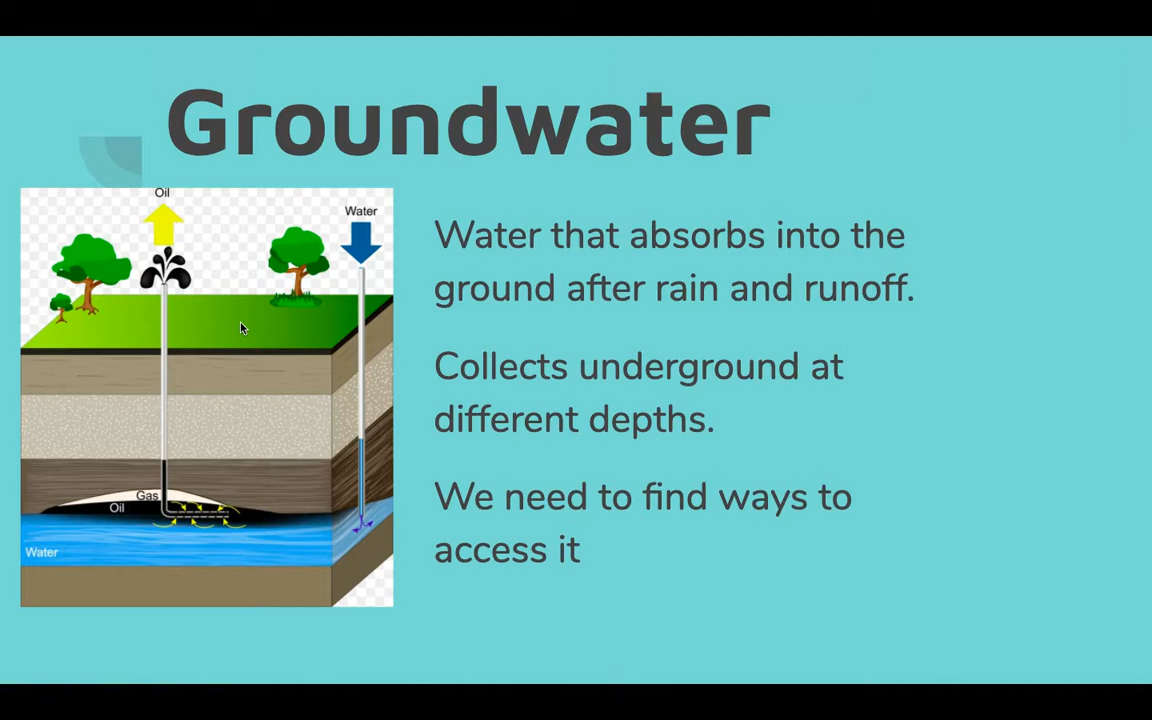 Groundwater
Oil
Water
Gas
Oil
Water
Water that absorbs into the
ground after rain and runoff.
Collects underground at
different depths.
We need to find ways to
access it